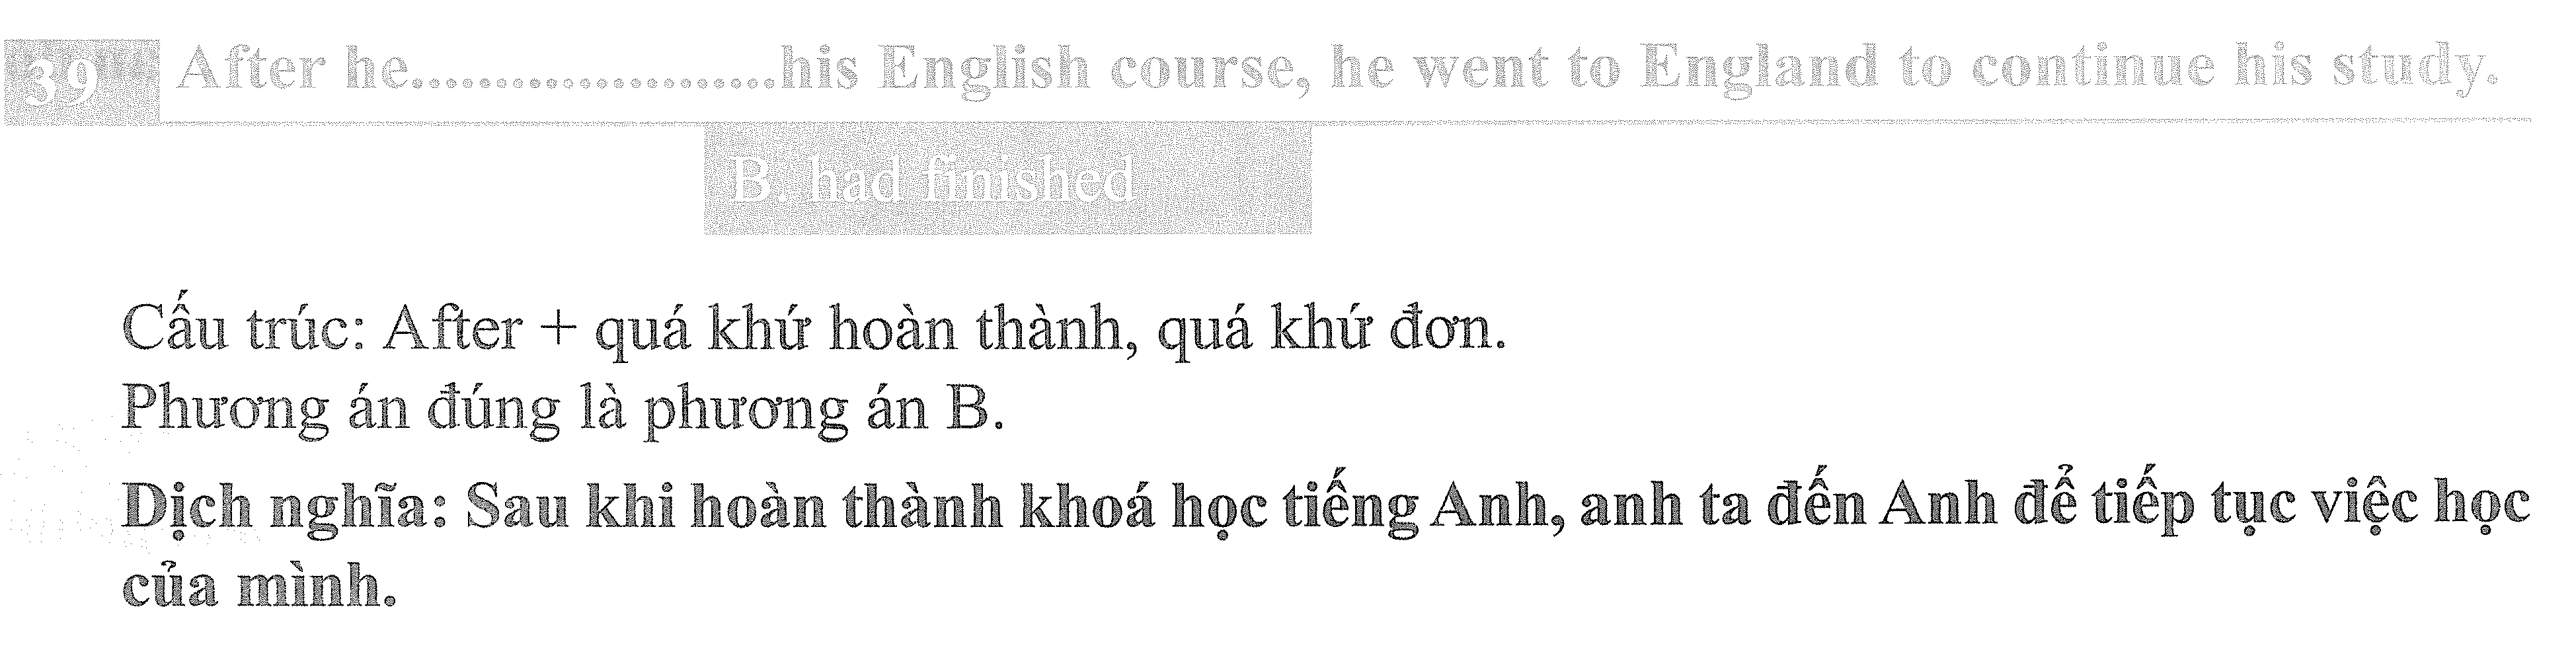 39 After he......................his English course, he went to England to continue his study.
B. had finished
Cấu trúc: After + quá khứ hoàn thành, quá khứ đơn.
Phương án đúng là phương án B.
Dịch nghĩa: Sau khi hoàn thành khoá học tiếng Anh, anh ta đến Anh để tiếp tục việc học
của mình.